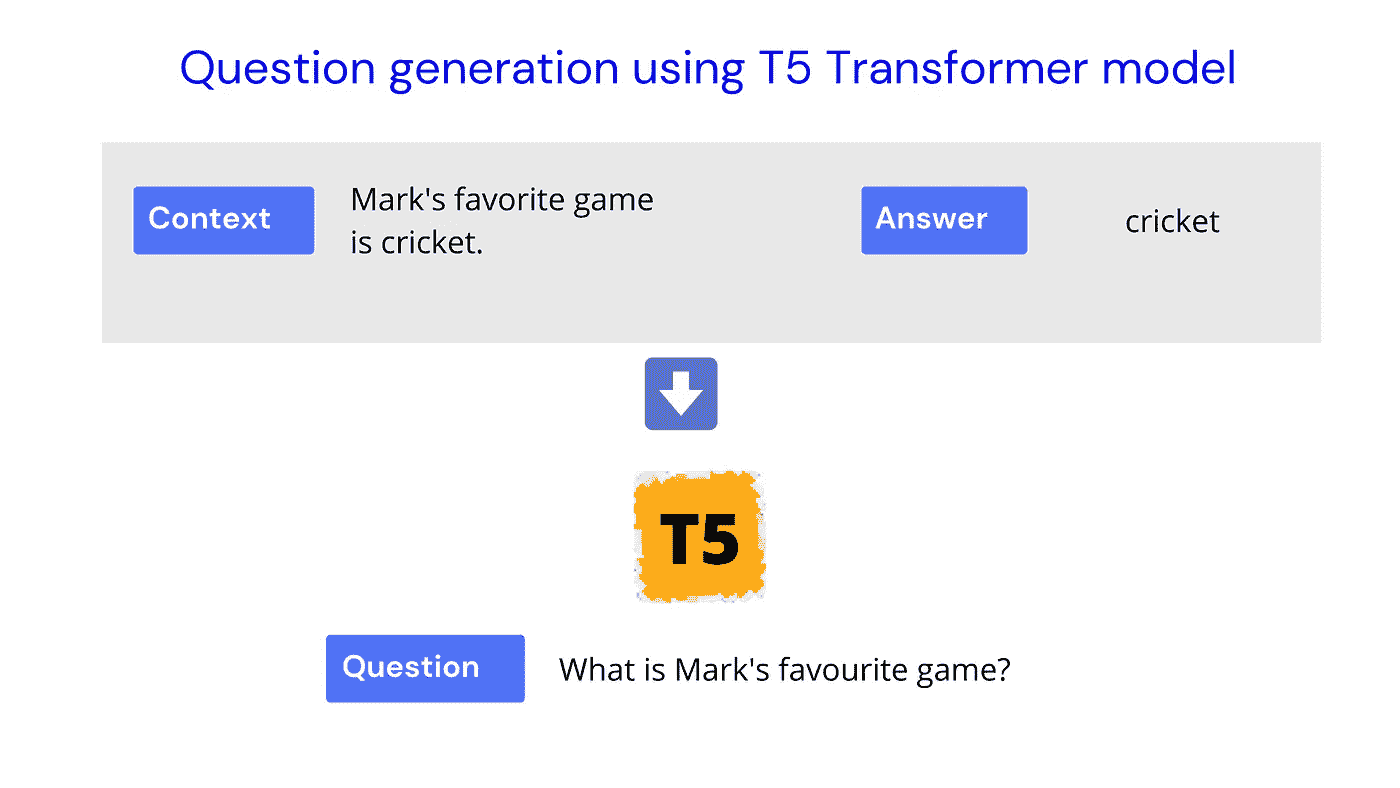 Question generation using T5 Transformer model
Context
Mark's favorite game
is cricket.
Answer
cricket
T5
Question
What is Mark's favourite game?